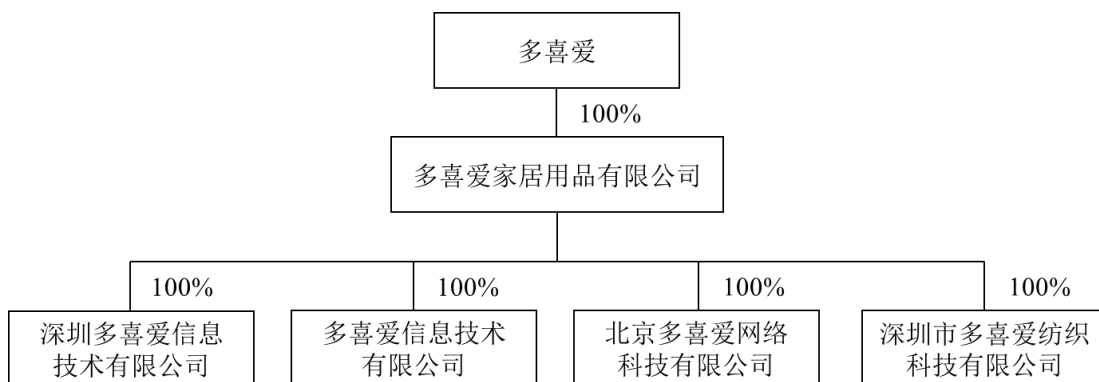 多喜爱
100%
多喜爱家居用品有限公司
100%
100%
100%
100%
深圳多喜爱信息
技术有限公司
多喜爱信息技术
有限公司
北京多喜爱网络
科技有限公司
深圳市多喜爱纺织
科技有限公司